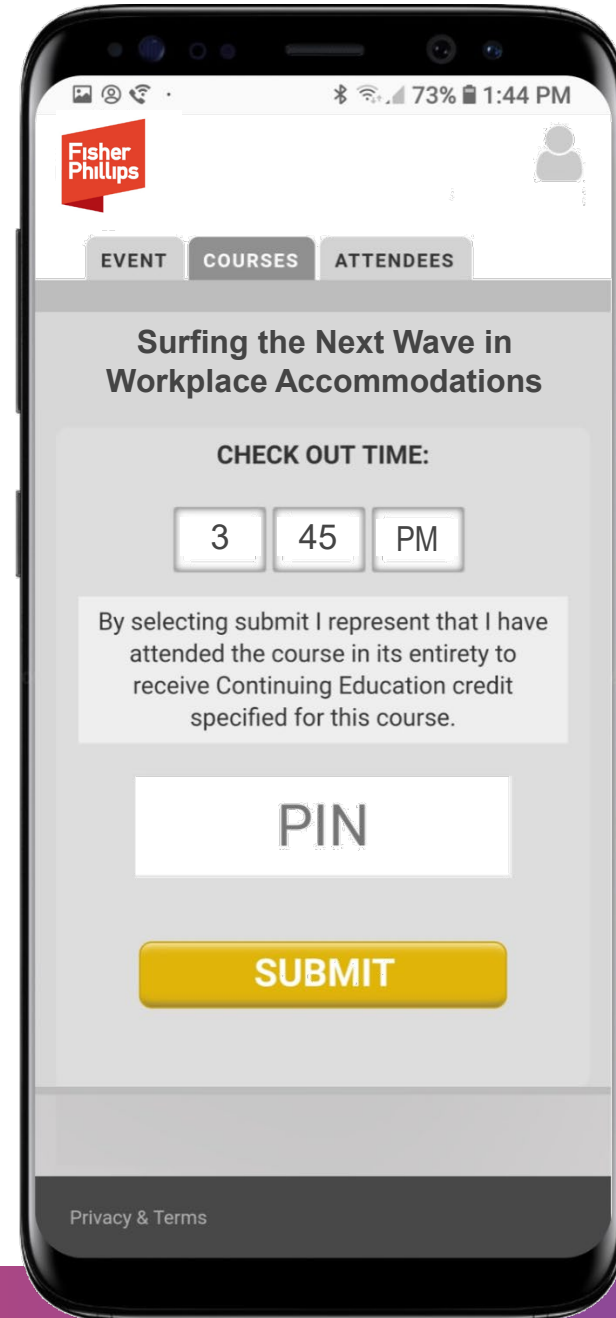 73% 1:44 PM
Fisher
Phillips
EVENT COURSES ATTENDEES
Surfing the Next Wave in
Workplace Accommodations
CHECK OUT TIME:
3 45 PM
By selecting submit I represent that I have
attended the course in its entirety to
receive Continuing Education credit
specified for this course.
PIN
SUBMIT
Privacy & Terms